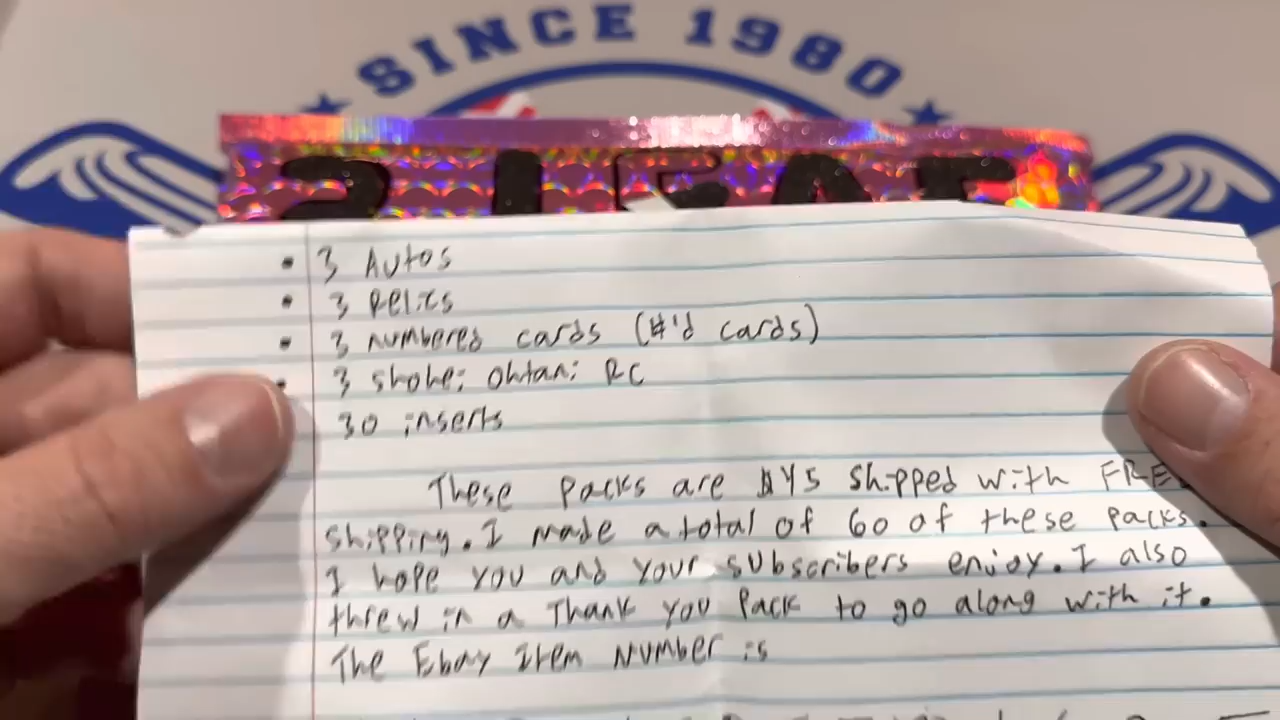 SINCE 1980
• 3 Autos
• 3 Relics
• 3 numbered cards (#'d cards)
• 3 shohei Ohtani RC
30 inserts
These packs are $45 shipped with FREE
shipping. I made a total of 60 of these packs.
I hope you and your subscribers enjoy. I also
threw in a Thank you Pack to go along with it.
The Ebay Item Number is